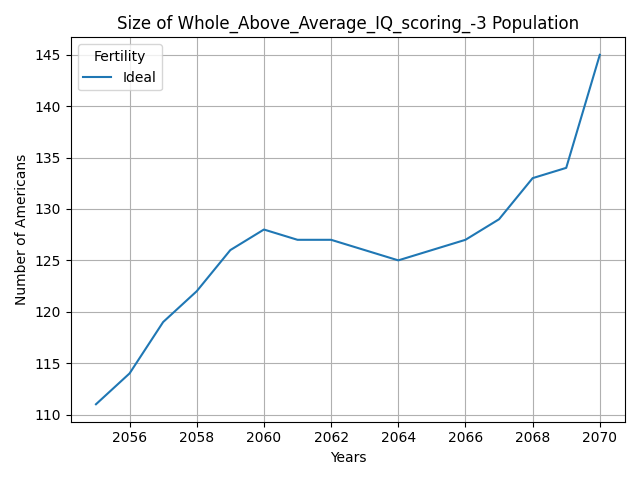 Size of Whole_Above_Average_IQ_scoring_-3 Population
Fertility
Ideal
Number of Americans
145
140
135
130
125
120
115
110
2056 2058 2060 2062 2064 2066 2068 2070
Years